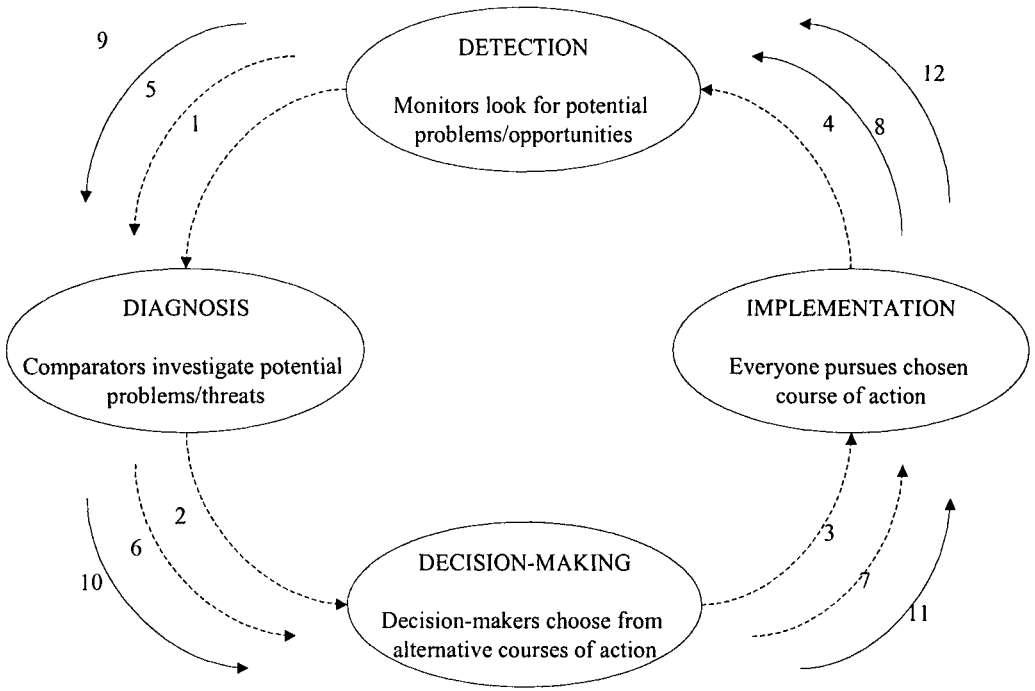 DETECTION
Monitors look for potential
problems/opportunities
9
5
1
12
8
4
DIAGNOSIS
Comparators investigate potential
problems/threats
IMPLEMENTATION
Everyone pursues chosen
course of action
2
6
10
3
7
11
DECISION-MAKING
Decision-makers choose from
alternative courses of action